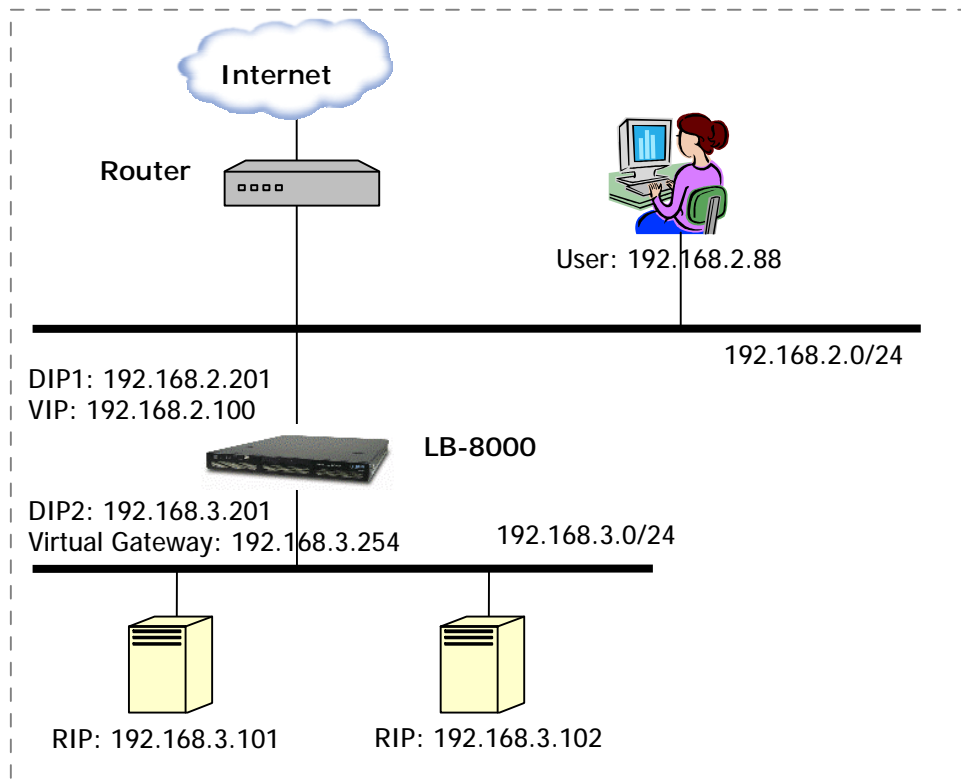 Internet
Router
User: 192.168.2.88
192.168.2.0/24
DIP1: 192.168.2.201
VIP: 192.168.2.100
LB-8000
DIP2: 192.168.3.201
Virtual Gateway: 192.168.3.254
192.168.3.0/24
RIP: 192.168.3.101
RIP: 192.168.3.102